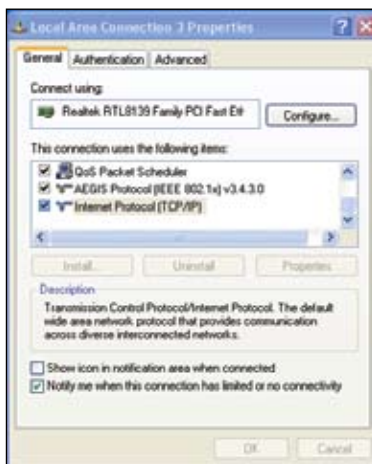 Local Area Connection 3 Properties
General Authentication Advanced
Connect using:
Realtek RTL8139 Family PCI Fast Eth
Configure...
This connection uses the following items:
QoS Packet Scheduler
AEGIS Protocol (IEEE 802.1x) v3.4.3.0
Internet Protocol (TCP/IP)
Install... Uninstall Properties
Description
Transmission Control Protocol/Internet Protocol. The default
wide area network protocol that provides communication
across diverse interconnected networks.
Show icon in notification area when connected
Notify me when this connection has limited or no connectivity
OK Cancel